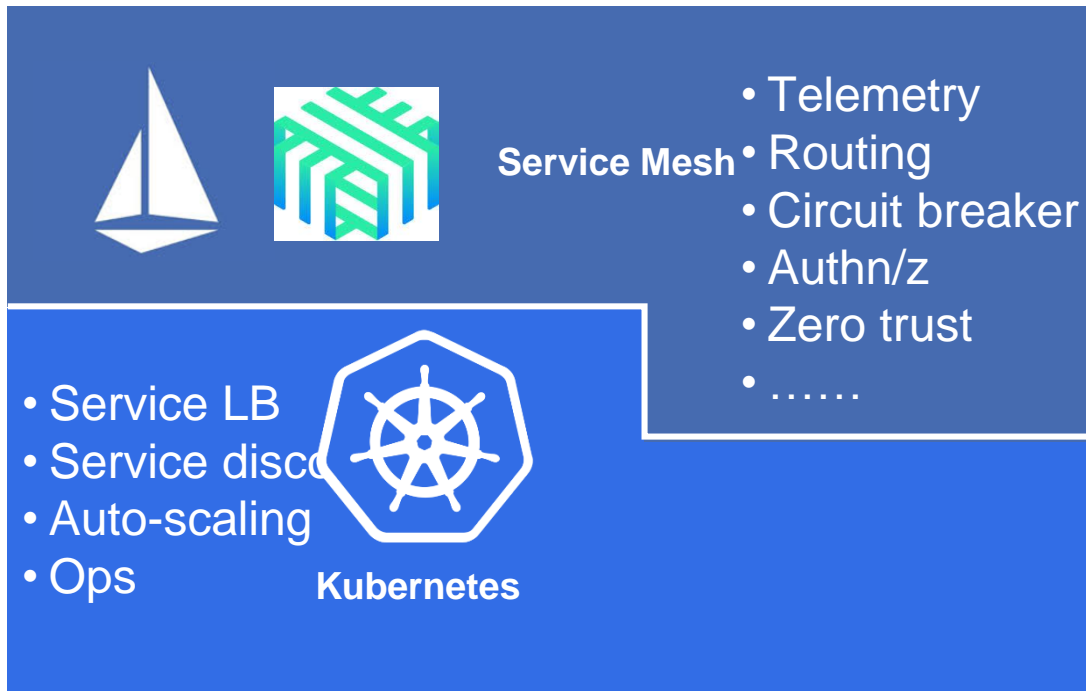 • Telemetry
Service Mesh
• Routing
• Circuit breaker
• Authn/z
• Zero trust
• ……
• Service LB
• Service disco
• Auto-scaling
• Ops
Kubernetes